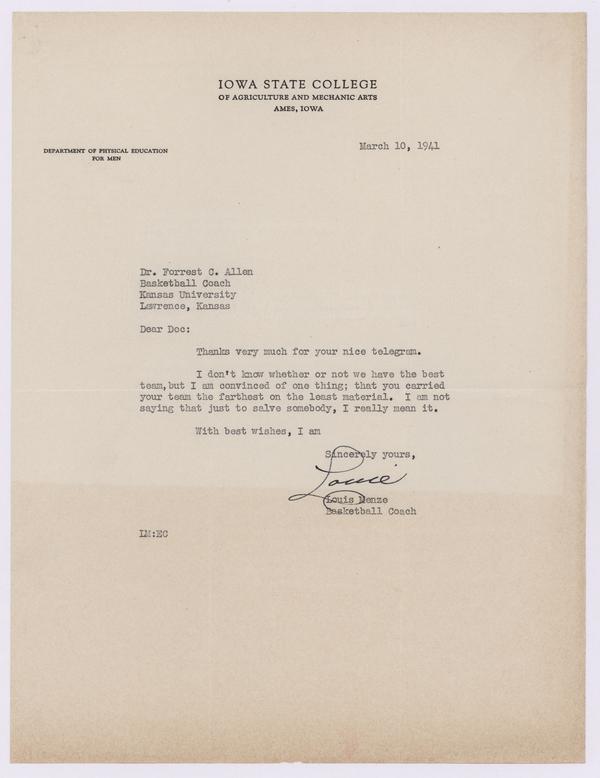 IOWA STATE COLLEGE
OF AGRICULTURE AND MECHANIC ARTS
AMES, IOWA
DEPARTMENT OF PHYSICAL EDUCATION
FOR MEN
March 10, 1941
Dr. Forrest C. Allen
Basketball Coach
Kansas University
Lawrence, Kansas
Dear Doc:
Thanks very much for your nice telegram.
I don't know whether or not we have the best
team,but I am convinced of one thing; that you carried
your team the farthest on the least material. I am not
saying that just to salve somebody, I really mean it.
With best wishes, I am
Sincerely yours,
Louie
Louis Menze
Basketball Coach
LM:EC